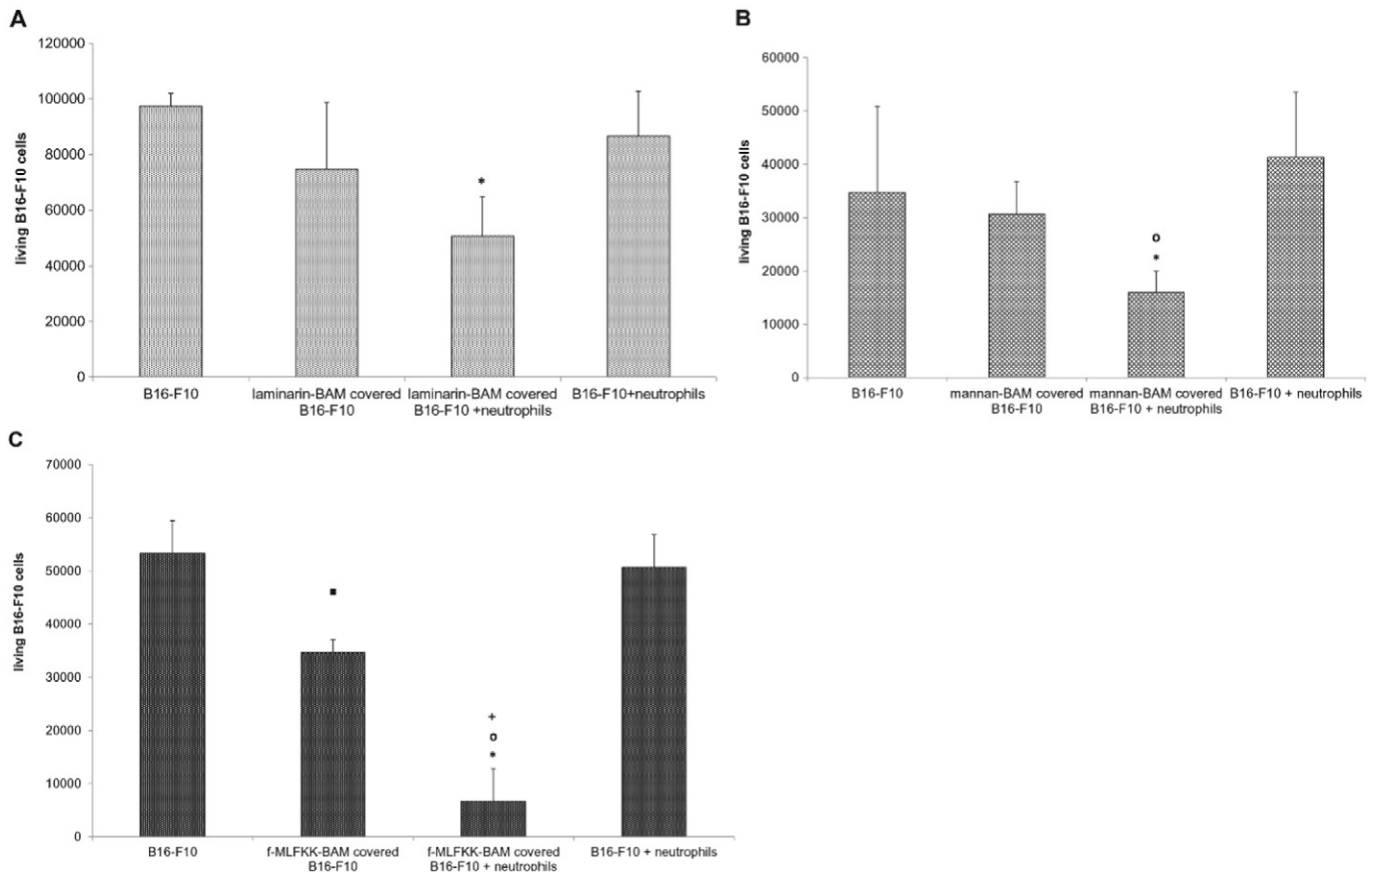 A
120000
100000
80000
60000
40000
20000
0
living B16-F10 cells
*
B16-F10
laminarin-BAM covered
B16-F10
laminarin-BAM covered
B16-F10 +neutrophils
B16-F10+neutrophils
B
60000
50000
40000
30000
20000
10000
0
living B16-F10 cells
o
*
B16-F10
mannan-BAM covered
B16-F10
mannan-BAM covered
B16-F10 + neutrophils
B16-F10 + neutrophils
C
70000
60000
50000
40000
30000
20000
10000
0
living B16-F10 cells
■
+
o
*
B16-F10
f-MLFKK-BAM covered
B16-F10
f-MLFKK-BAM covered
B16-F10 + neutrophils
B16-F10 + neutrophils